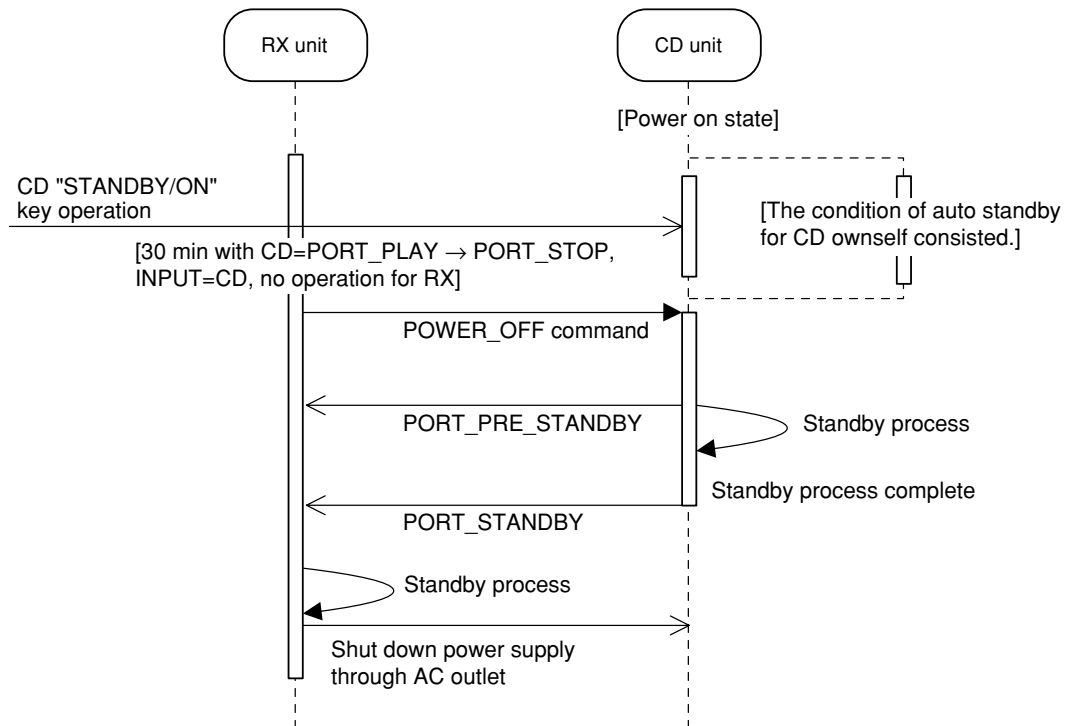 RX unit
CD unit
[Power on state]
CD "STANDBY/ON"
key operation
[The condition of auto standby
for CD ownself consisted.]
[30 min with CD=PORT_PLAY → PORT_STOP,
INPUT=CD, no operation for RX]
POWER_OFF command
PORT_PRE_STANDBY
Standby process
Standby process complete
PORT_STANDBY
Standby process
Shut down power supply
through AC outlet